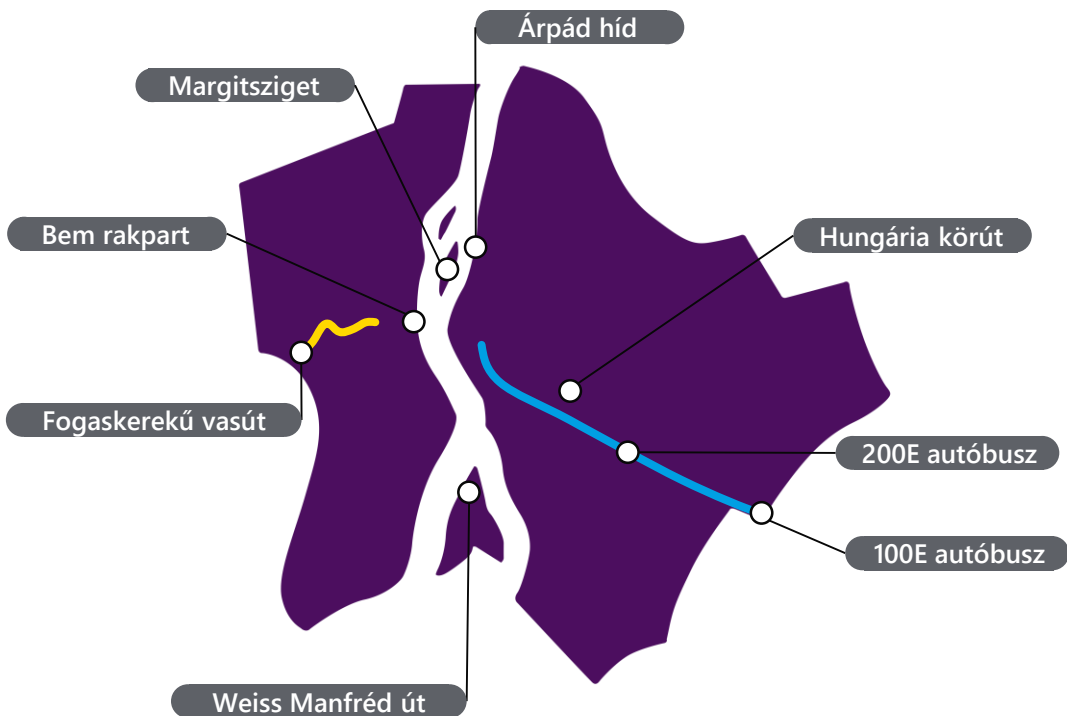 Árpád híd
Margitsziget
Bem rakpart
Hungária körút
Fogaskerekű vasút
200E autóbusz
100E autóbusz
Weiss Manfréd út